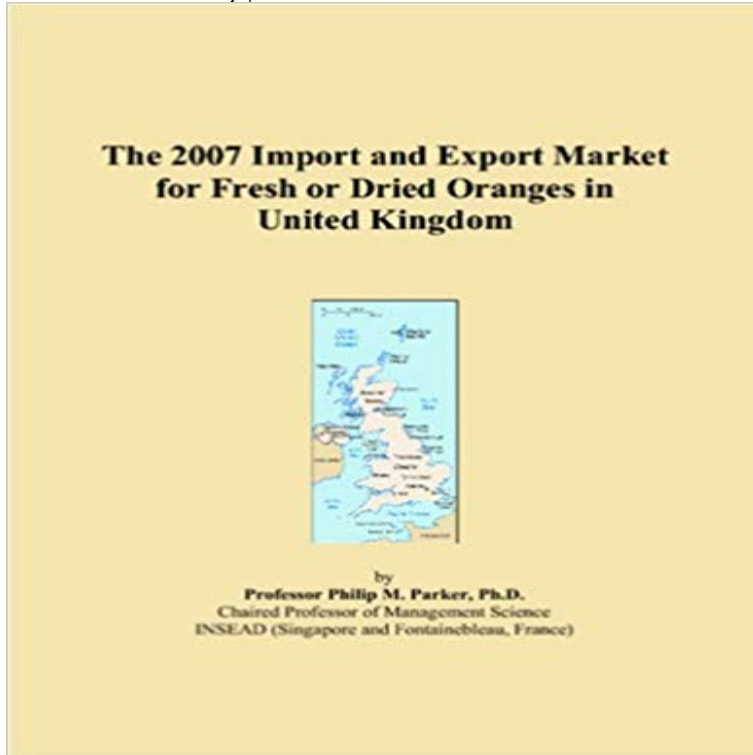 The 2007 Import and Export Market
for Fresh or Dried Oranges in
United Kingdom
by
Professor Philip M. Parker, Ph.D.
Chaired Professor of Management Science
INSEAD (Singapore and Fontainebleau, France)